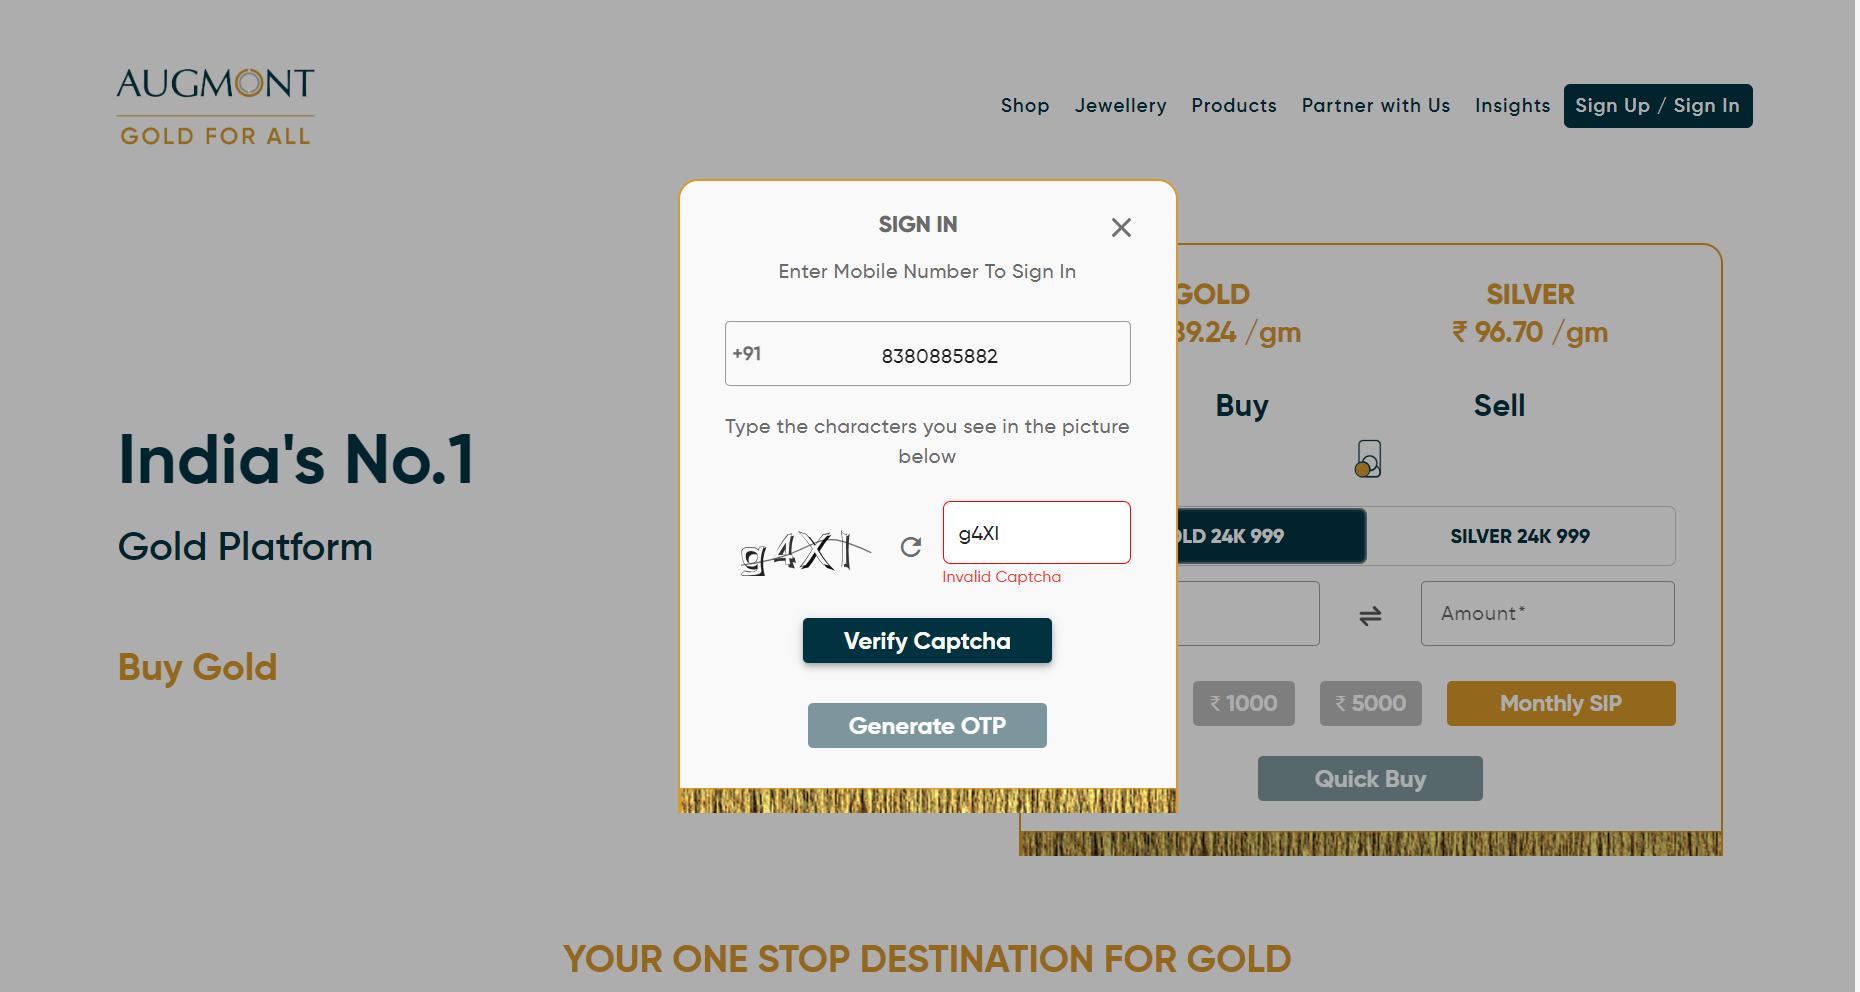 AUGMONT
GOLD FOR ALL
Shop Jewellery Products Partner with Us Insights Sign Up / Sign In
SIGN IN
Enter Mobile Number To Sign In
+91 8380885882
Type the characters you see in the picture
below
g4XI
g4XI
Invalid Captcha
Verify Captcha
Generate OTP
India's No.1
Gold Platform
Buy Gold
GOLD SILVER
39.24 /gm ₹ 96.70 /gm
Buy Sell
LD 24K 999 SILVER 24K 999
Amount*
₹ 1000 ₹ 5000 Monthly SIP
Quick Buy
YOUR ONE STOP DESTINATION FOR GOLD